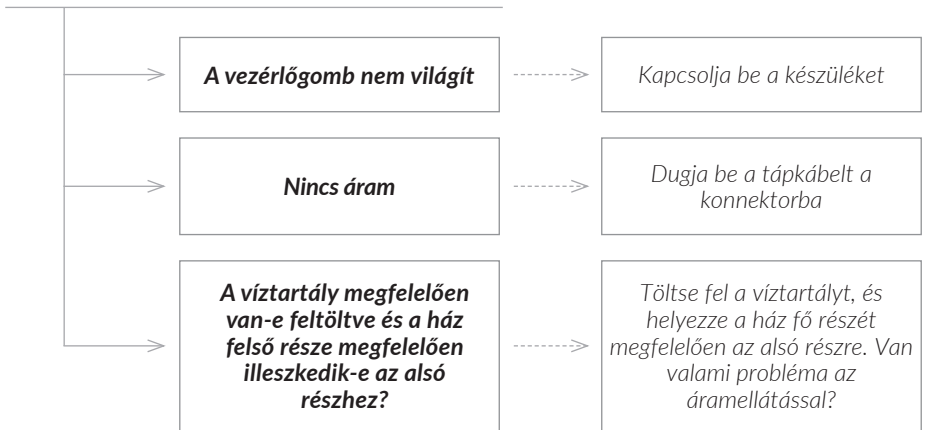 A vezérlőgomb nem világít
Kapcsolja be a készüléket
Nincs áram
Dugja be a tápkábelt a
konnektorba
A víztartály megfelelően
van-e feltöltve és a ház
felső része megfelelően
illeszkedik-e az alsó
részhez?
Töltse fel a víztartályt, és
helyezze a ház fő részét
megfelelően az alsó részre. Van
valami probléma az
áramellátással?